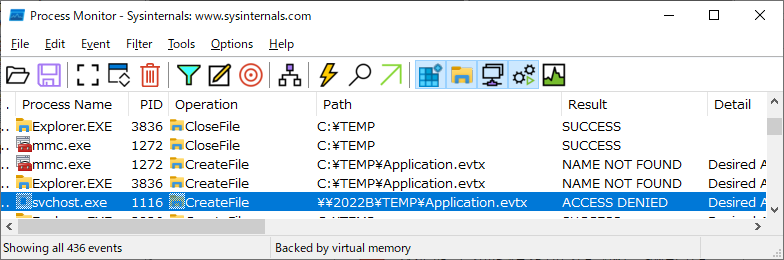 Process Monitor - Sysinternals: www.sysinternals.com
File Edit Event Filter Tools Options Help
.. Process Name PID Operation Path Result Detail
.. Explorer.EXE 3836 CloseFile C:¥TEMP SUCCESS
.. mmc.exe 1272 CloseFile C:¥TEMP SUCCESS
.. mmc.exe 1272 CreateFile C:¥TEMP¥Application.evtx NAME NOT FOUND Desired A
.. Explorer.EXE 3836 CreateFile C:¥TEMP¥Application.evtx NAME NOT FOUND Desired A
.. svchost.exe 1116 CreateFile ¥¥2022B¥TEMP¥Application.evtx ACCESS DENIED Desired A
Showing all 436 events Backed by virtual memory